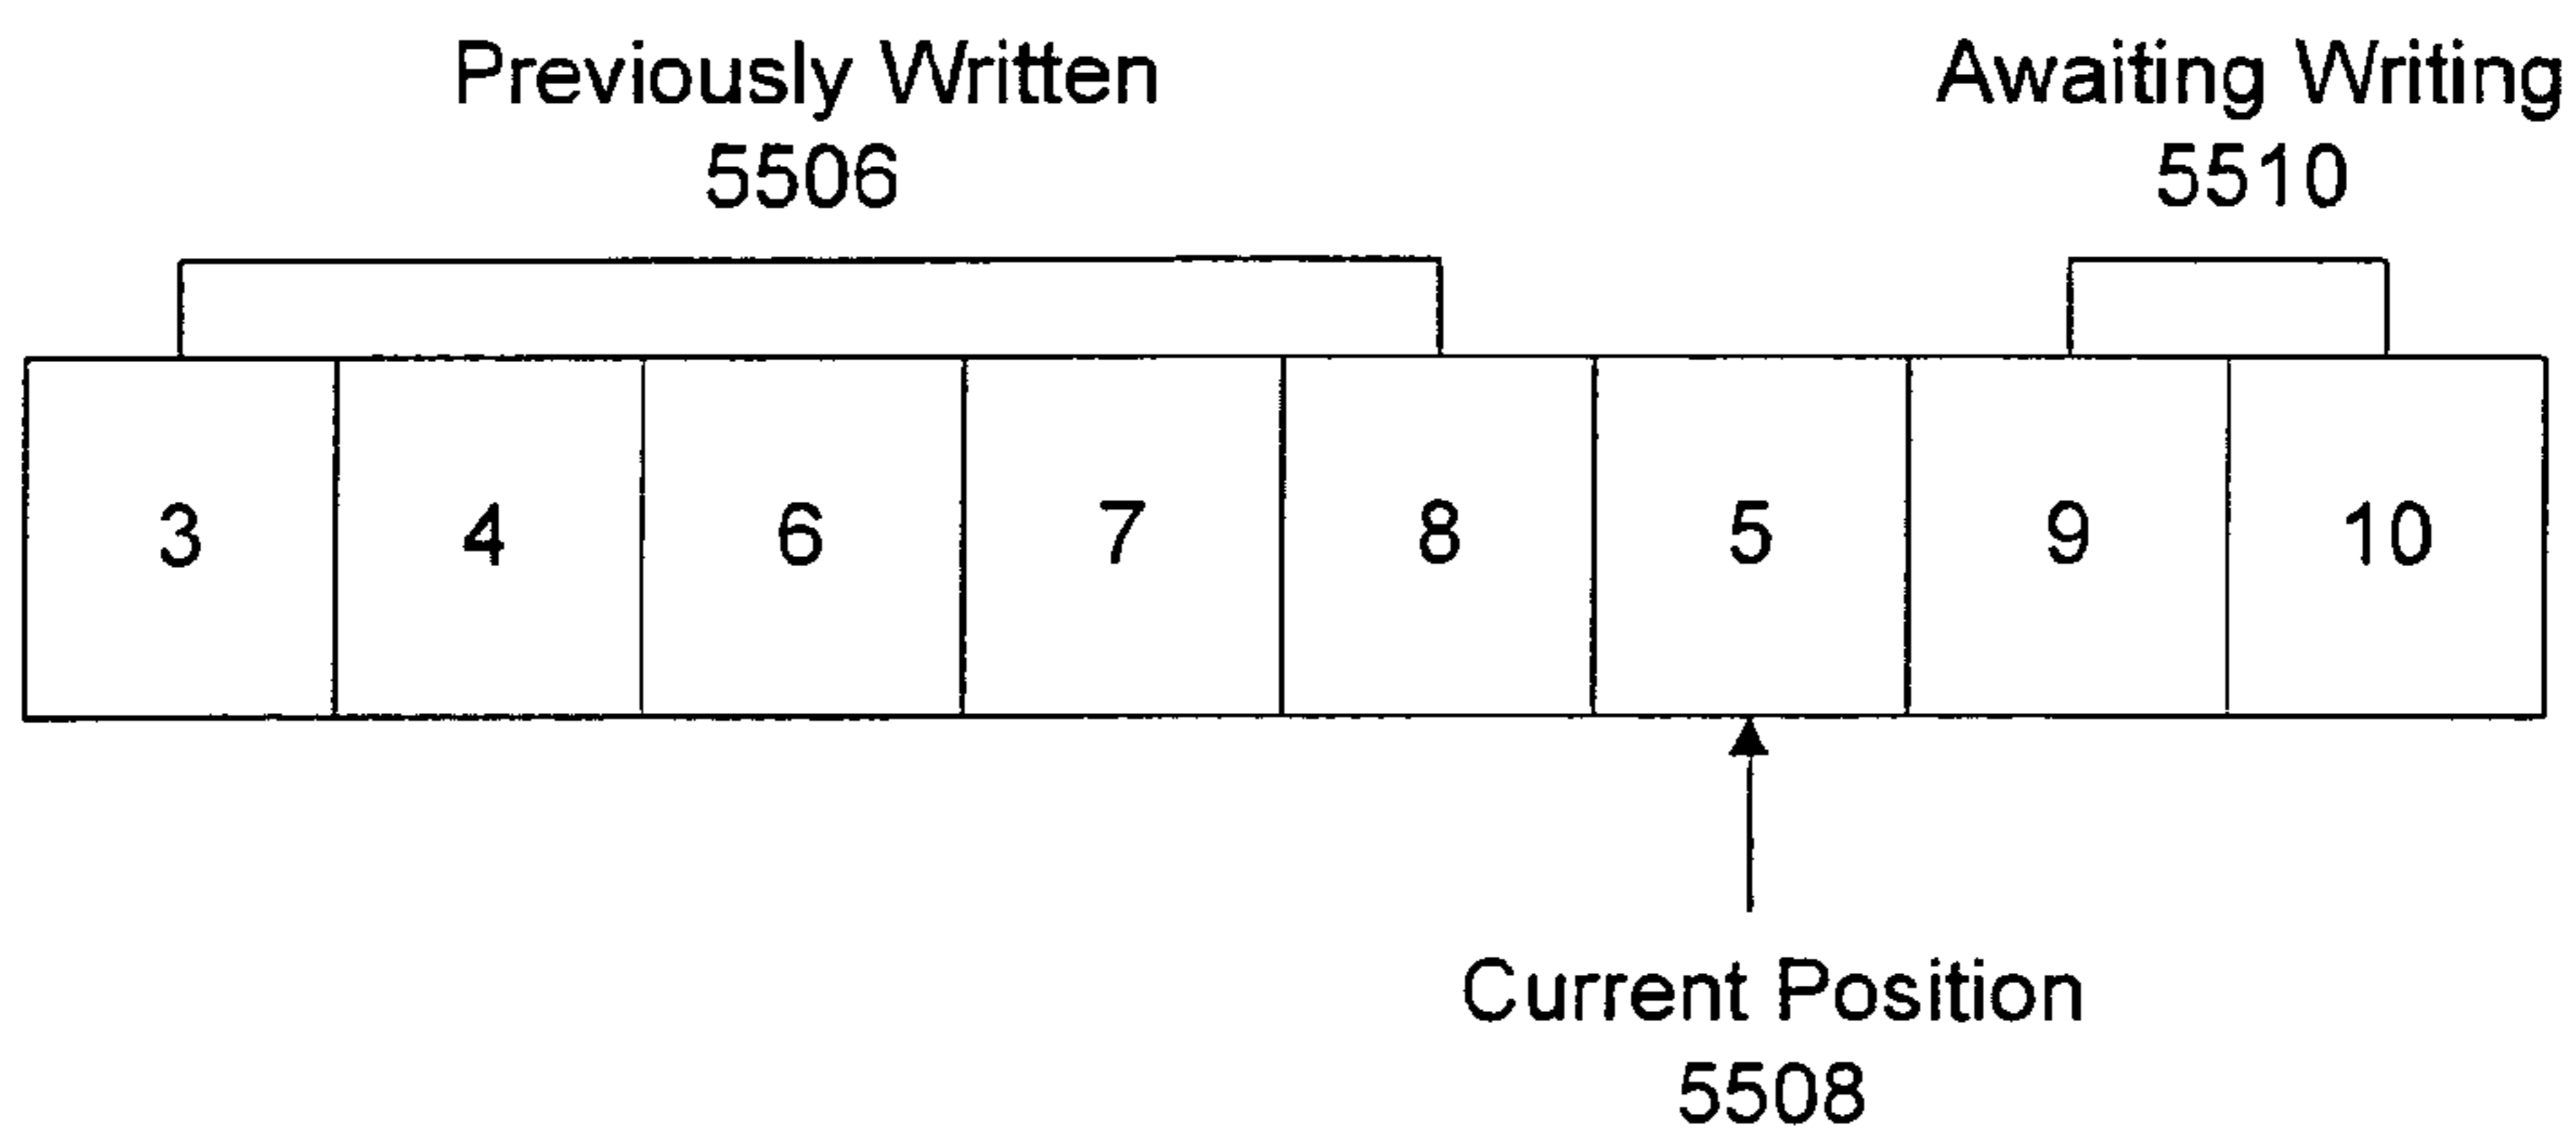 Previously Written
5506
Awaiting Writing
5510
3 4 6 7 8 5 9 10
Current Position
5508